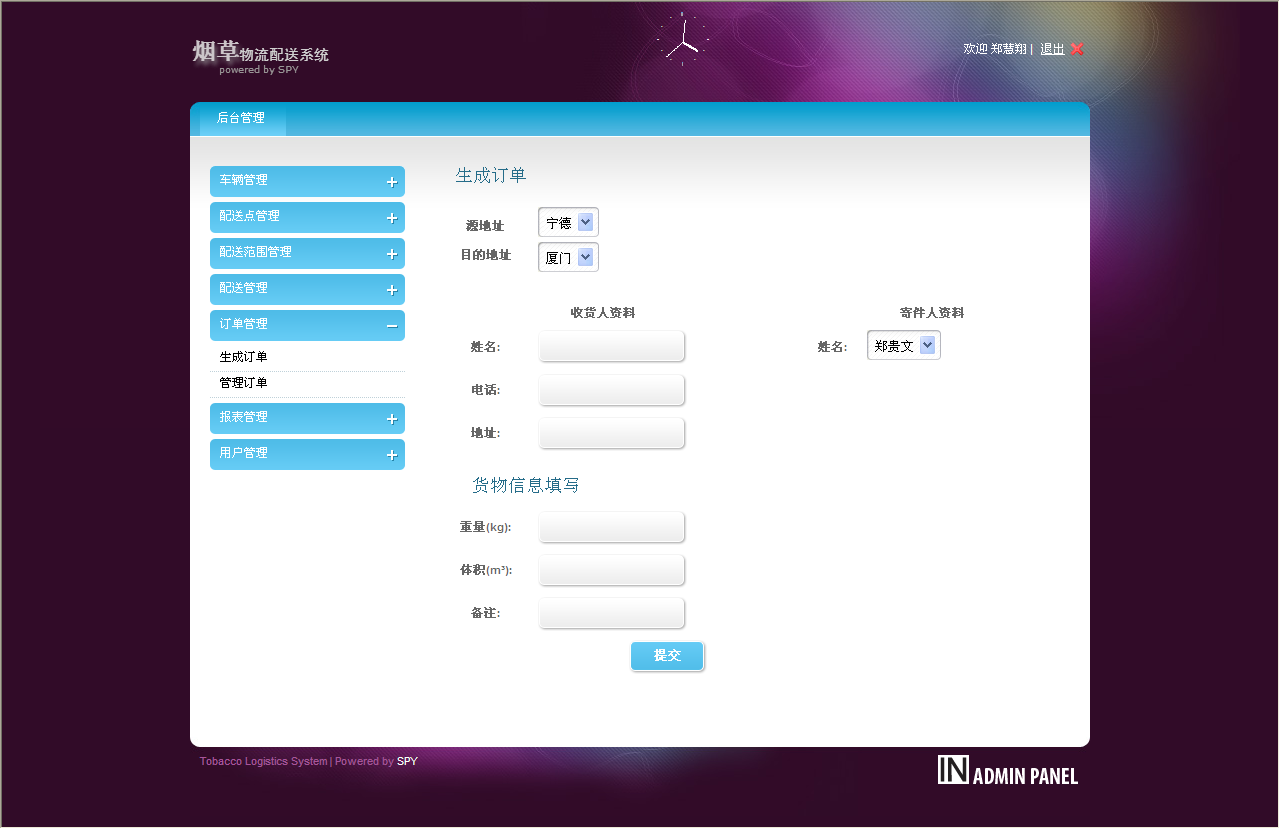 烟草物流配送系统
powered by SPY
欢迎 郑慧翔 | 退出
后台管理
车辆管理
配送点管理
配送范围管理
配送管理
订单管理
生成订单
管理订单
报表管理
用户管理
生成订单
源地址 宁德
目的地址 厦门
收货人资料 寄件人资料
姓名: 姓名: 郑贵文
电话:
地址:
货物信息填写
重量(kg):
体积(m³):
备注:
提交
Tobacco Logistics System | Powered by SPY
IN ADMIN PANEL